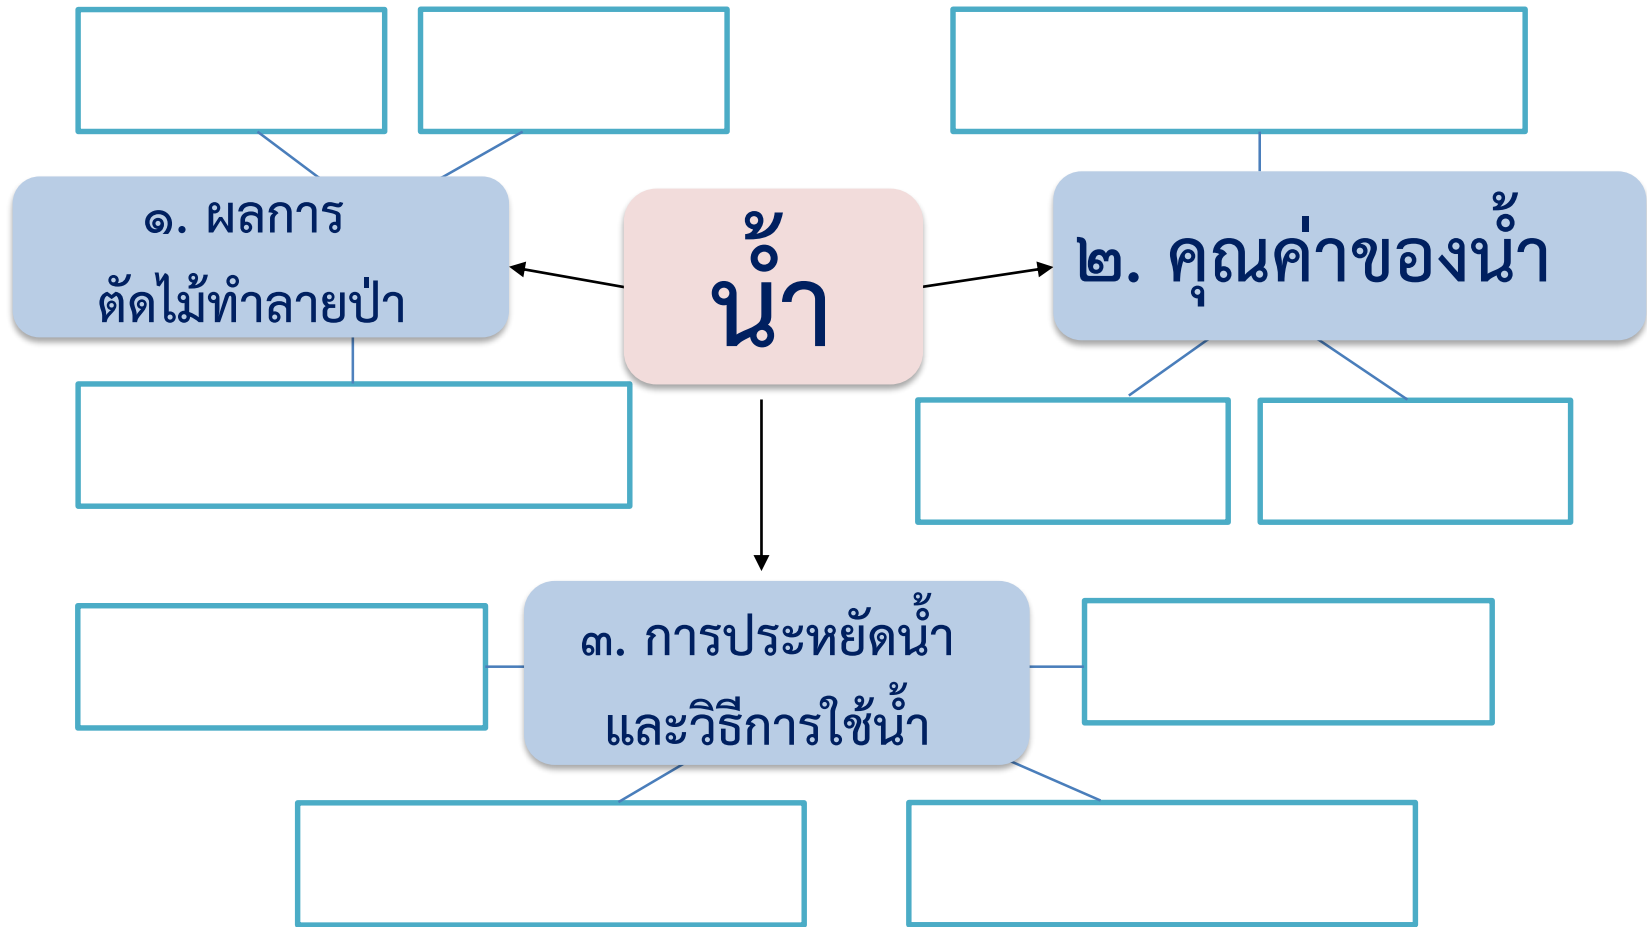 ๑. ผลการ
ตัดไม้ทำลายป่า
น้ำ
๒. คุณค่าของน้ำ
๓. การประหยัดน้ำ
และวิธีการใช้น้ำ